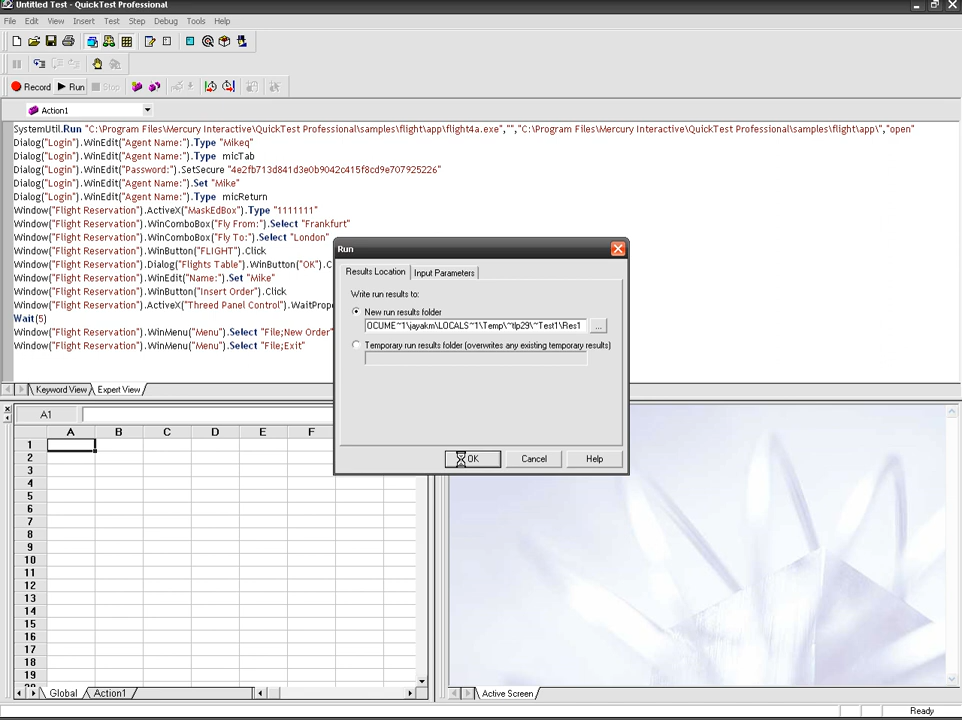 Untitled Test - QuickTest Professional
File Edit View Insert Test Step Debug Tools Help
Record Run Stop
Action1
SystemUtil.Run "C:\Program Files\Mercury Interactive\QuickTest Professional\samples\flight\app\flight4a.exe","","C:\Program Files\Mercury Interactive\QuickTest Professional\samples\flight\app\","open"
Dialog("Login").WinEdit("Agent Name:").Type "Mikeq"
Dialog("Login").WinEdit("Agent Name:").Type micTab
Dialog("Login").WinEdit("Password:").SetSecure "4e2fb713d841d3e0b9042c415f8cd9e707925226"
Dialog("Login").WinEdit("Agent Name:").Set "Mike"
Dialog("Login").WinEdit("Agent Name:").Type micReturn
Window("Flight Reservation").ActiveX("MaskEdBox").Type "1111111"
Window("Flight Reservation").WinComboBox("Fly From:").Select "Frankfurt"
Window("Flight Reservation").WinComboBox("Fly To:").Select "London"
Window("Flight Reservation").WinButton("FLIGHT").Click
Window("Flight Reservation").Dialog("Flights Table").WinButton("OK").C
Window("Flight Reservation").WinEdit("Name:").Set "Mike"
Window("Flight Reservation").WinButton("Insert Order").Click
Window("Flight Reservation").ActiveX("Threed Panel Control").WaitPrope
Wait(5)
Window("Flight Reservation").WinMenu("Menu").Select "File;New Order"
Window("Flight Reservation").WinMenu("Menu").Select "File;Exit"
Run
Results Location Input Parameters
Write run results to:
New run results folder
OCUME~1\jayakm\LOCALS~1\Temp\~tlp29\~Test1\Res1 ...
Temporary run results folder (overwrites any existing temporary results)
OK Cancel Help
Keyword View Expert View
A1
A B C D E F
1
2
3
4
5
6
7
8
9
10
11
12
13
14
15
16
17
18
19
20
Global Action1
Active Screen
Ready